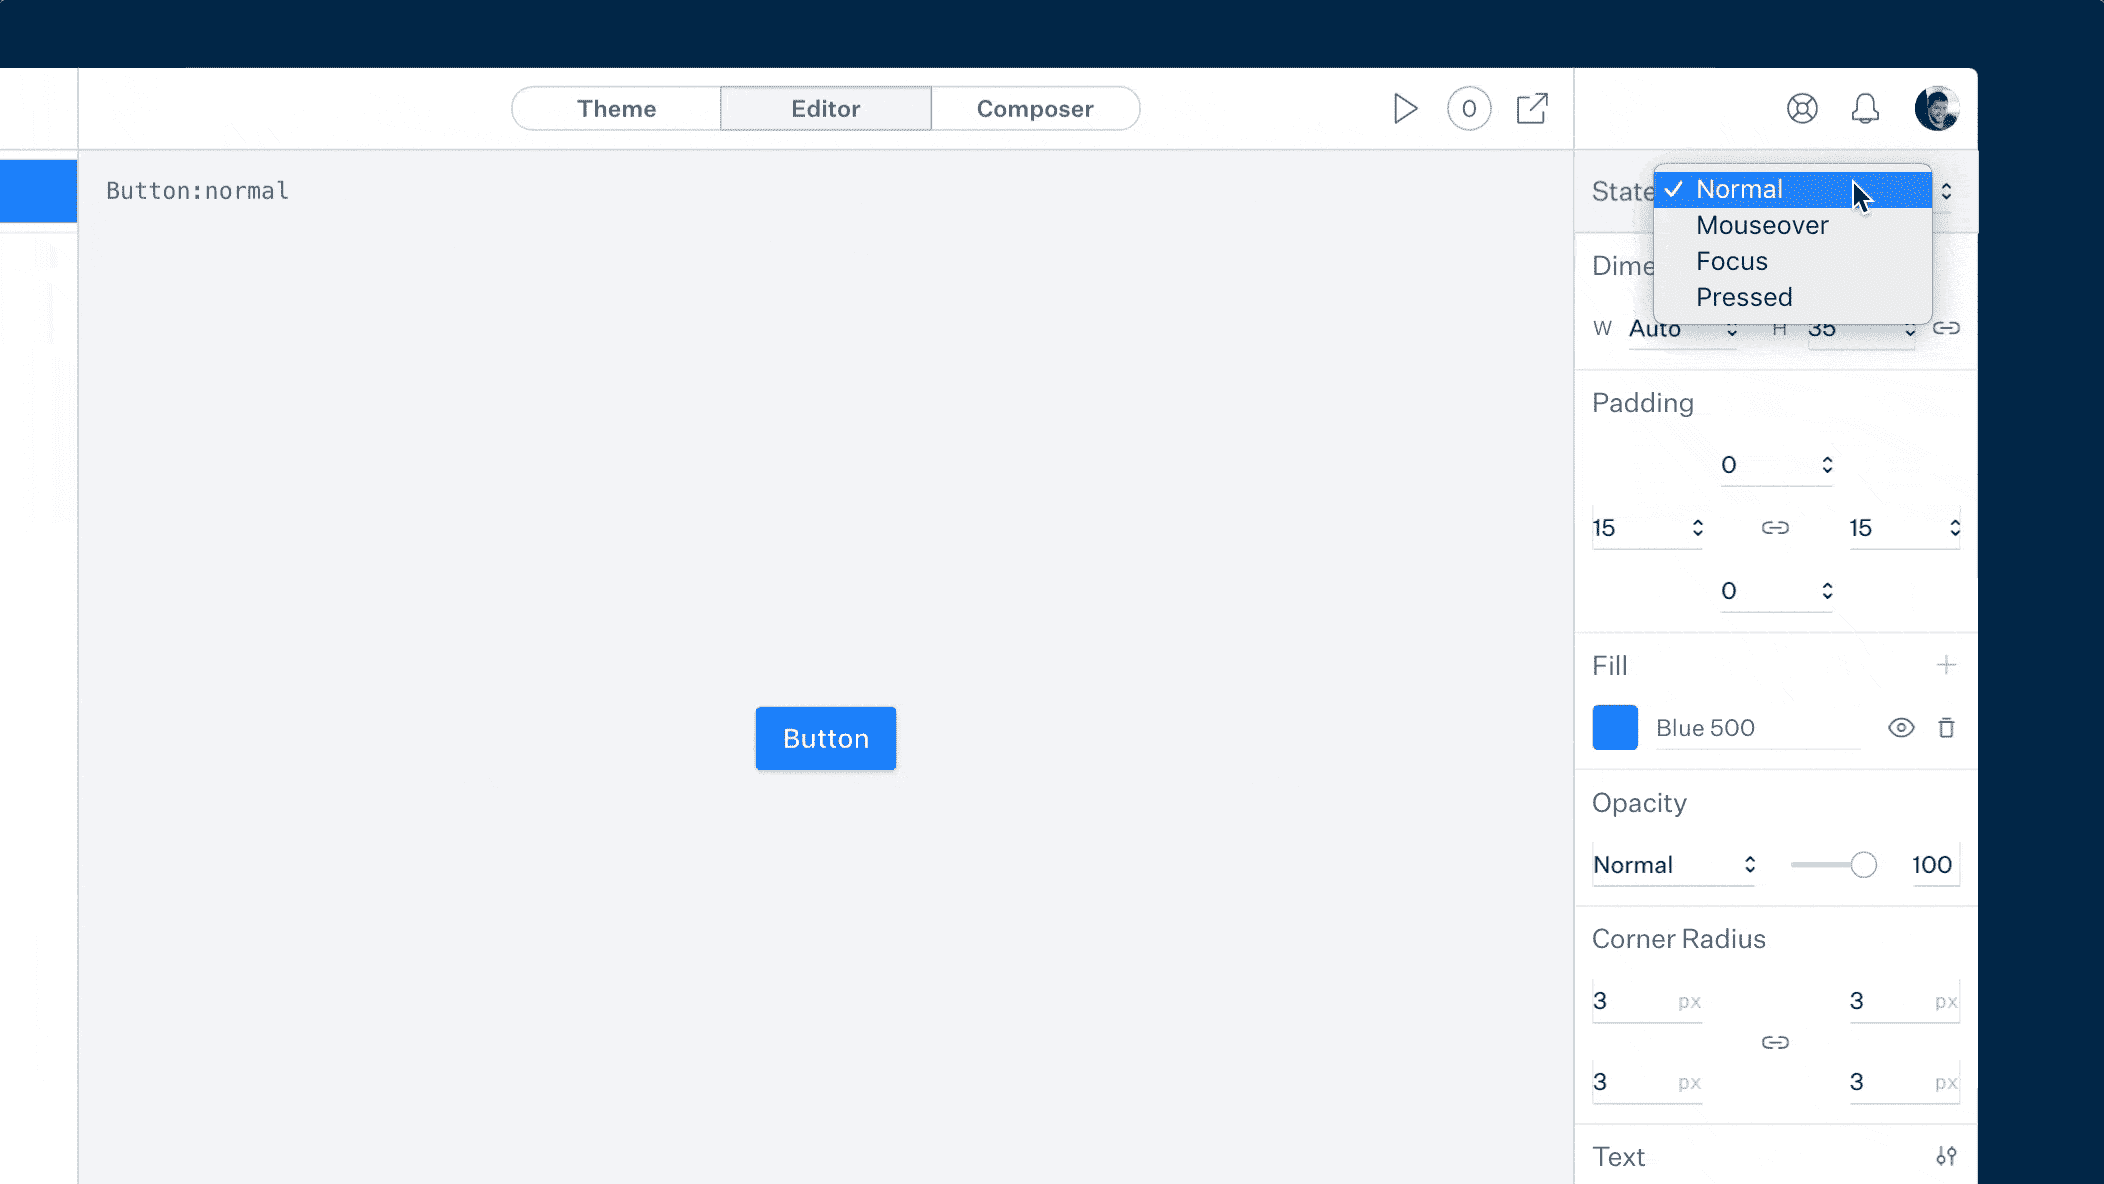 Theme Editor Composer 0
Button:normal
State
Normal
Mouseover
Focus
Pressed
W Auto H 35
Padding
0
15 15
0
Fill
Blue 500
Button
Opacity
Normal 100
Corner Radius
3 px 3 px
3 px 3 px
Text